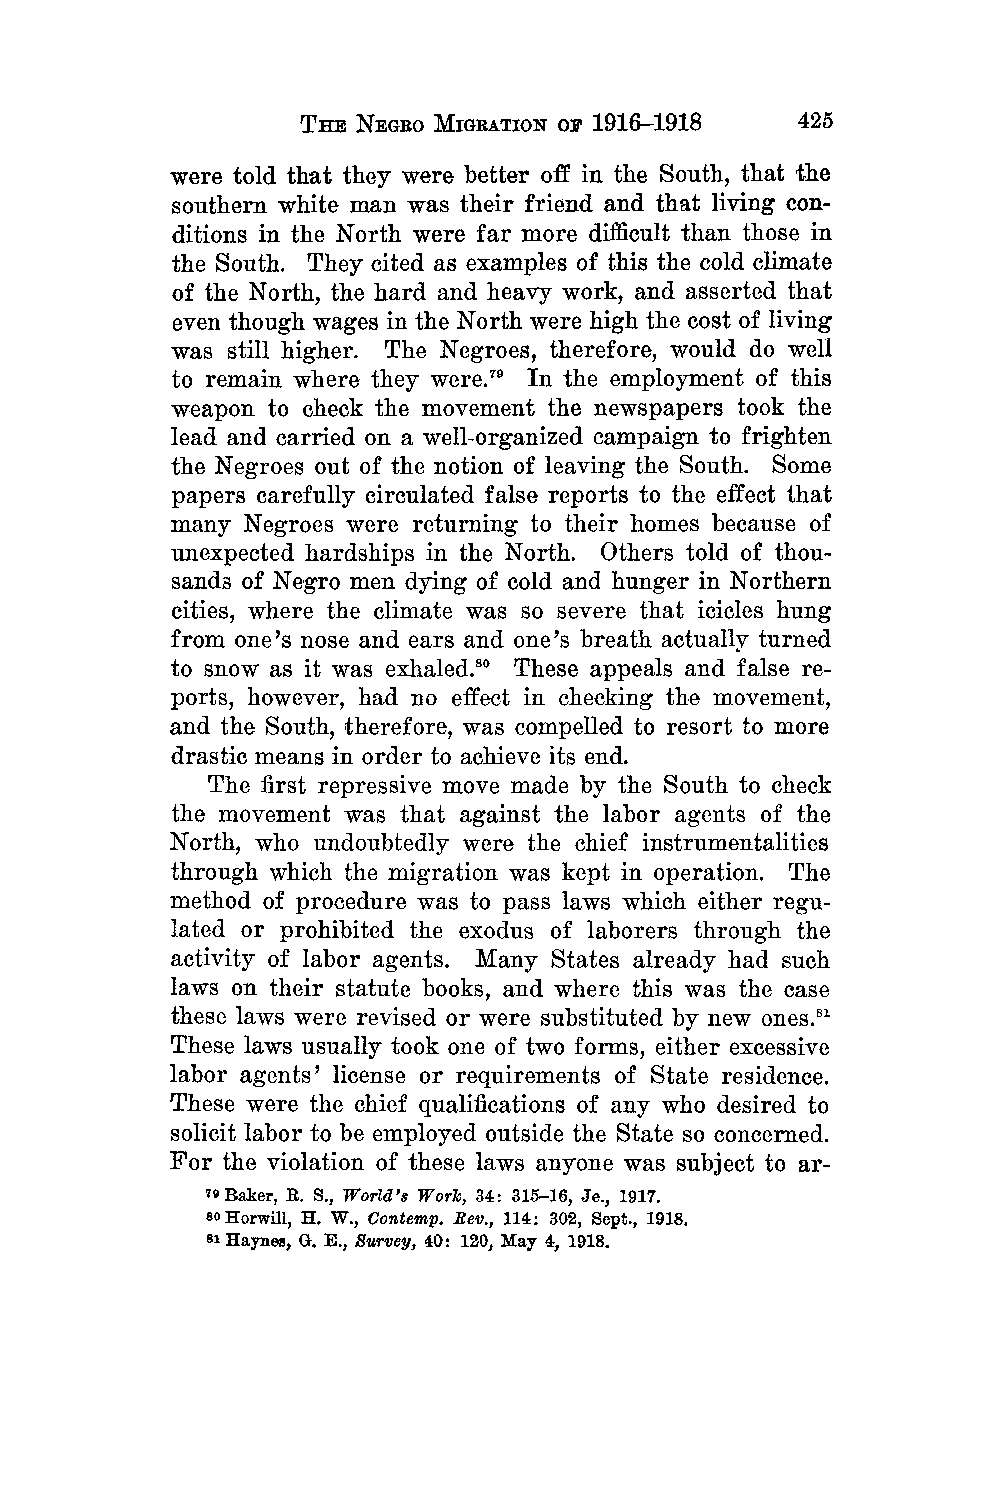 THE NEGRO MIGRATION OF 1916–1918 425
were told that they were better off in the South, that the
southern white man was their friend and that living con-
ditions in the North were far more difficult than those in
the South. They cited as examples of this the cold climate
of the North, the hard and heavy work, and asserted that
even though wages in the North were high the cost of living
was still higher. The Negroes, therefore, would do well
to remain where they were.⁷⁹ In the employment of this
weapon to check the movement the newspapers took the
lead and carried on a well-organized campaign to frighten
the Negroes out of the notion of leaving the South. Some
papers carefully circulated false reports to the effect that
many Negroes were returning to their homes because of
unexpected hardships in the North. Others told of thou-
sands of Negro men dying of cold and hunger in Northern
cities, where the climate was so severe that icicles hung
from one's nose and ears and one's breath actually turned
to snow as it was exhaled.⁸⁰ These appeals and false re-
ports, however, had no effect in checking the movement,
and the South, therefore, was compelled to resort to more
drastic means in order to achieve its end.
The first repressive move made by the South to check
the movement was that against the labor agents of the
North, who undoubtedly were the chief instrumentalities
through which the migration was kept in operation. The
method of procedure was to pass laws which either regu-
lated or prohibited the exodus of laborers through the
activity of labor agents. Many States already had such
laws on their statute books, and where this was the case
these laws were revised or were substituted by new ones.⁸¹
These laws usually took one of two forms, either excessive
labor agents' license or requirements of State residence.
These were the chief qualifications of any who desired to
solicit labor to be employed outside the State so concerned.
For the violation of these laws anyone was subject to ar-
⁷⁹ Baker, R. S., World's Work, 34: 315–16, Je., 1917.
⁸⁰ Horwill, H. W., Contemp. Rev., 114: 302, Sept., 1918.
⁸¹ Haynes, G. E., Survey, 40: 120, May 4, 1918.